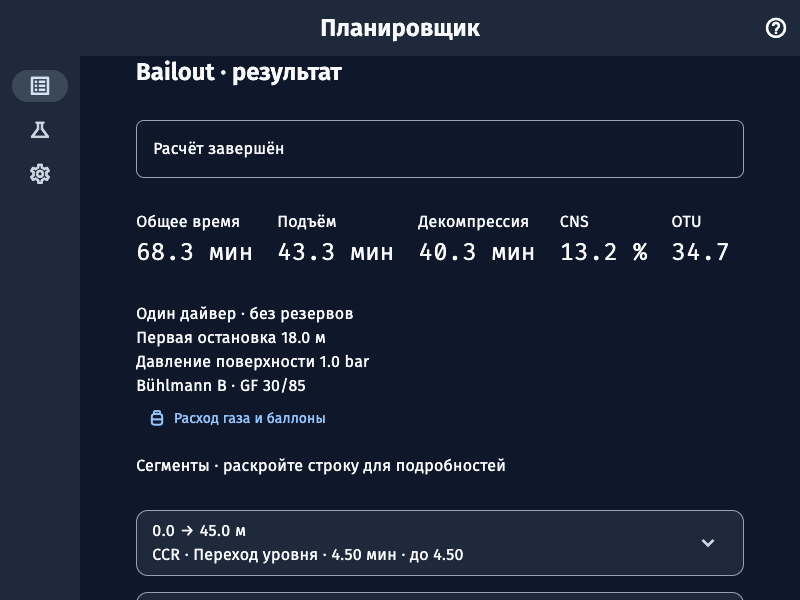 Планировщик
Bailout · результат
Расчёт завершён
Общее время Подъём Декомпрессия CNS OTU
68.3 мин 43.3 мин 40.3 мин 13.2 % 34.7
Один дайвер · без резервов
Первая остановка 18.0 м
Давление поверхности 1.0 bar
Bühlmann B · GF 30/85
Расход газа и баллоны
Сегменты · раскройте строку для подробностей
0.0 → 45.0 м
CCR · Переход уровня · 4.50 мин · до 4.50